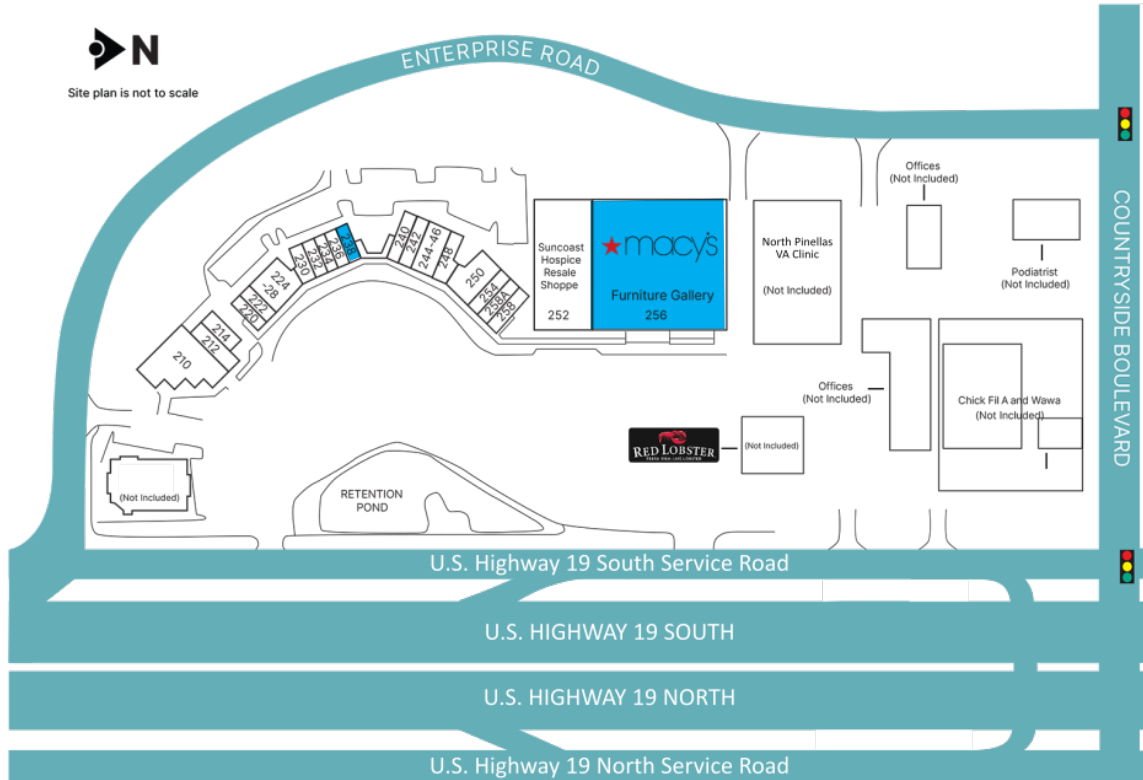 N
Site plan is not to scale
ENTERPRISE ROAD
COUNTRYSIDE BOULEVARD
Offices
(Not Included)
Podiatrist
(Not Included)
North Pinellas
VA Clinic
(Not Included)
macy's
Furniture Gallery
256
Suncoast
Hospice
Resale
Shoppe
252
210
212
214
220
222
224
-28
230
232
234
236
238
240
242
244-46
248
250
254
258A
258
Offices
(Not Included)
Chick Fil A and Wawa
(Not Included)
RED LOBSTER
(Not Included)
(Not Included)
RETENTION
POND
U.S. Highway 19 South Service Road
U.S. HIGHWAY 19 SOUTH
U.S. HIGHWAY 19 NORTH
U.S. Highway 19 North Service Road